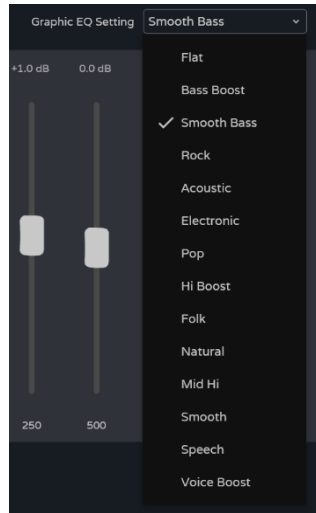 Graphic EQ Setting Smooth Bass
+1.0 dB 0.0 dB
Flat
Bass Boost
Smooth Bass
Rock
Acoustic
Electronic
Pop
Hi Boost
Folk
Natural
Mid Hi
Smooth
250 500
Speech
Voice Boost